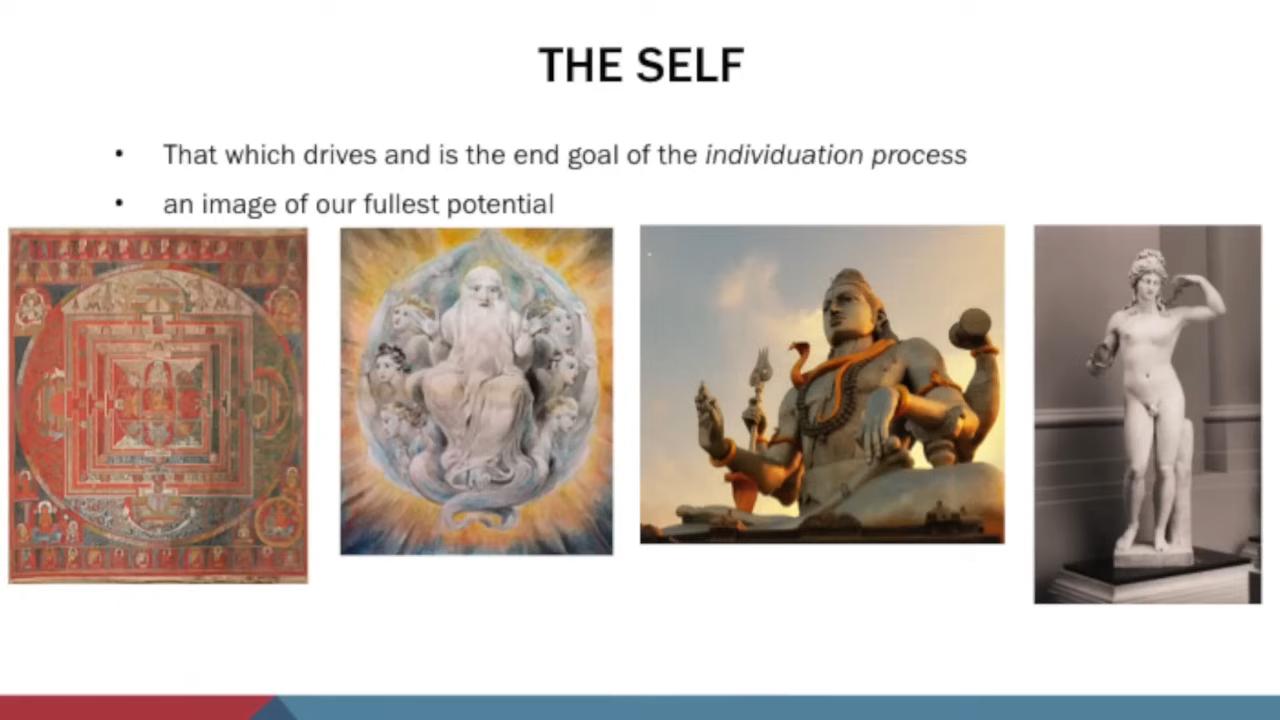 THE SELF
• That which drives and is the end goal of the individuation process
• an image of our fullest potential